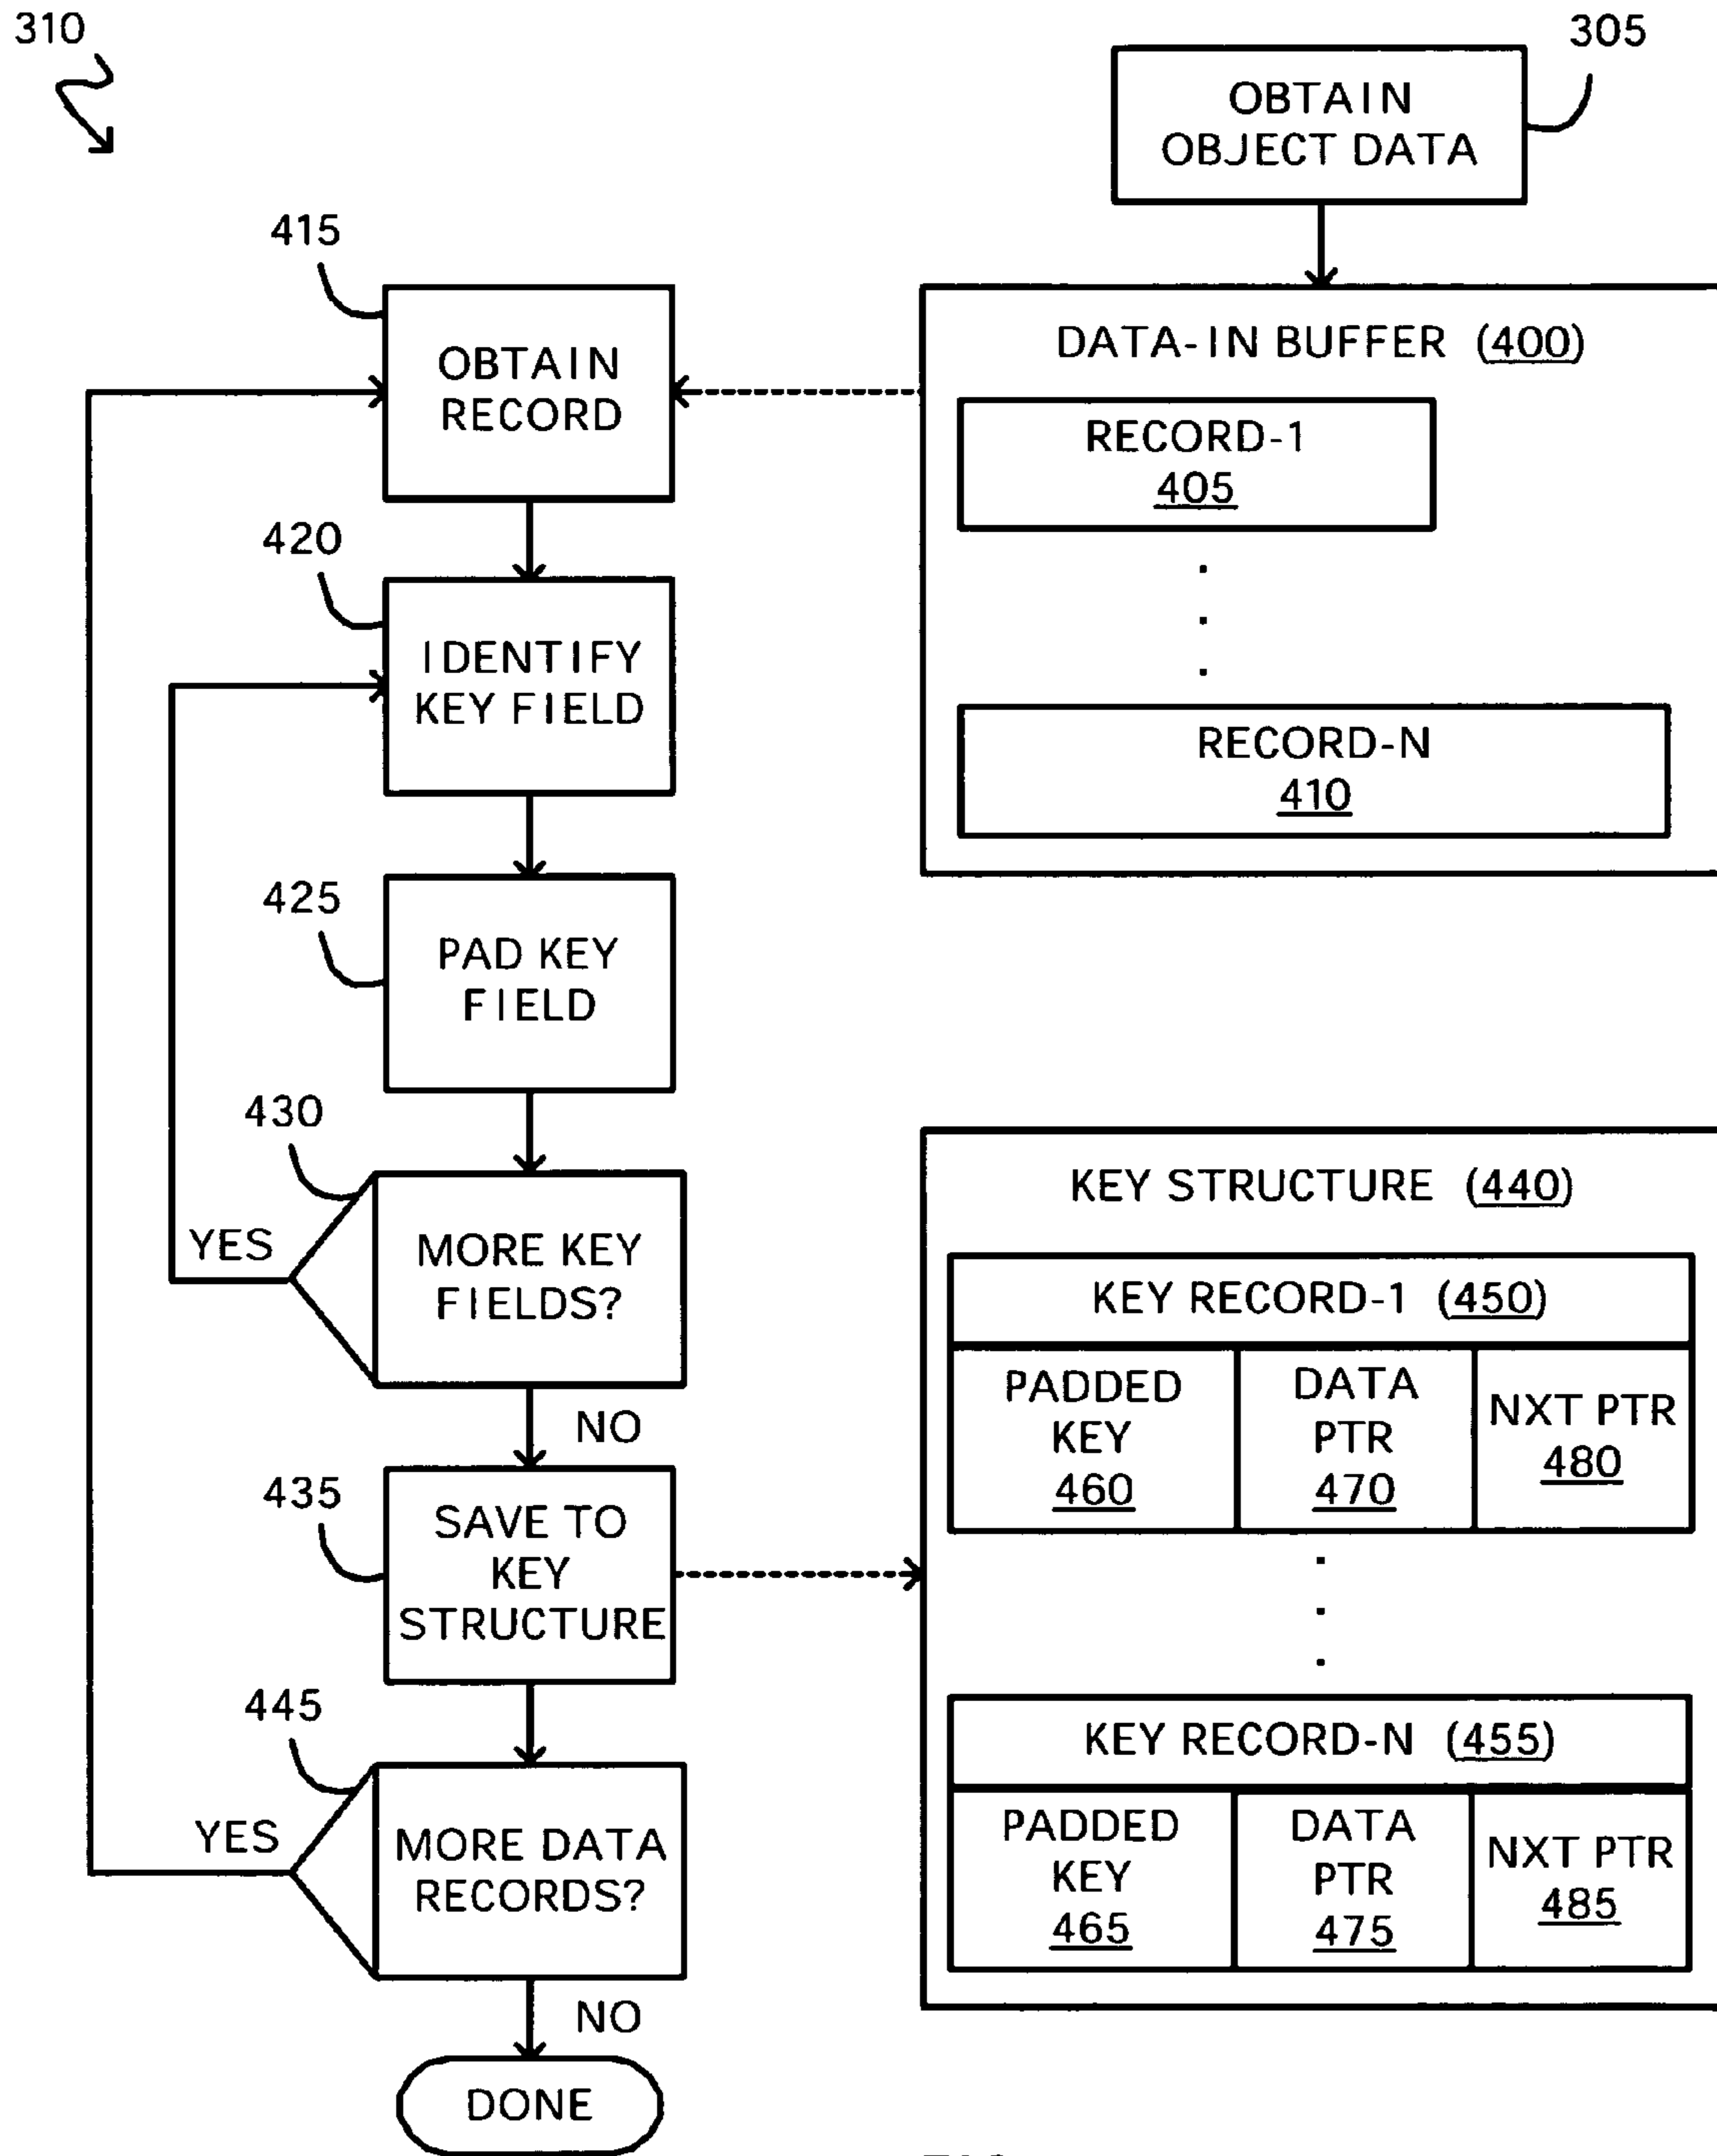 310
305
OBTAIN
OBJECT DATA
415
OBTAIN
RECORD
DATA-IN BUFFER (400)
RECORD-1
405
.
.
.
RECORD-N
410
420
IDENTIFY
KEY FIELD
425
PAD KEY
FIELD
430
YES
MORE KEY
FIELDS?
NO
435
SAVE TO
KEY
STRUCTURE
KEY STRUCTURE (440)
KEY RECORD-1 (450)
PADDED
KEY
460
DATA
PTR
470
NXT PTR
480
.
.
.
KEY RECORD-N (455)
PADDED
KEY
465
DATA
PTR
475
NXT PTR
485
445
YES
MORE DATA
RECORDS?
NO
DONE